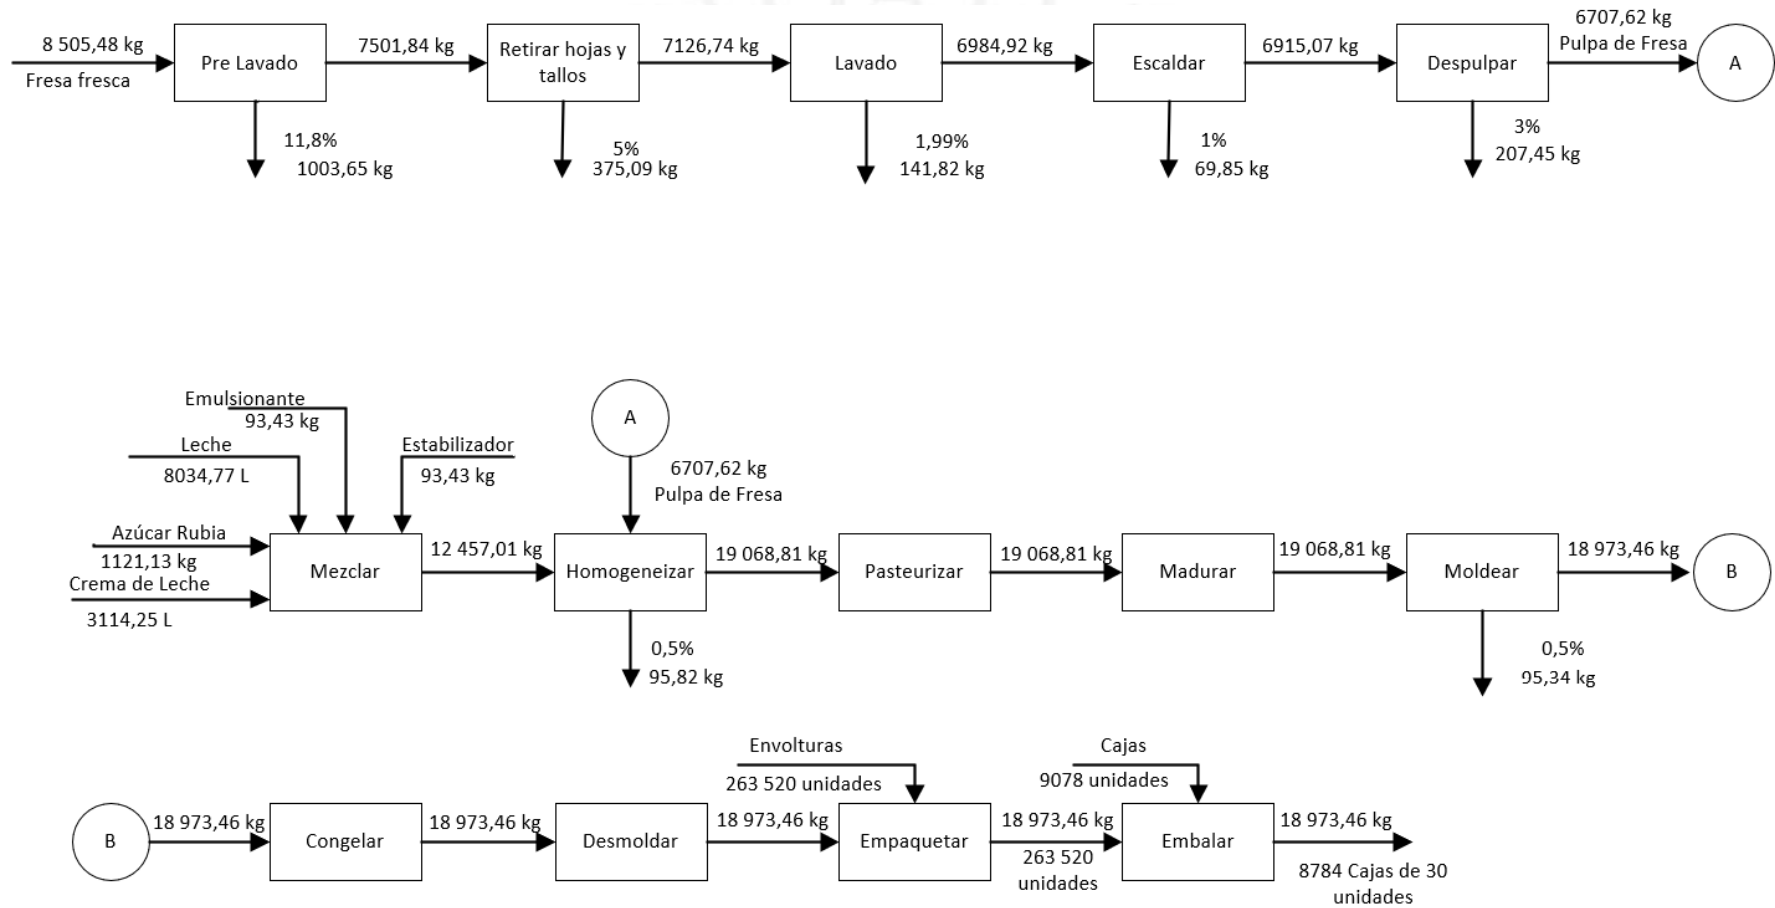 8 505,48 kg
Fresa fresca
Pre Lavado
11,8%
1003,65 kg
7501,84 kg
Retirar hojas y
tallos
5%
375,09 kg
7126,74 kg
Lavado
1,99%
141,82 kg
6984,92 kg
Escaldar
1%
69,85 kg
6915,07 kg
Despulpar
3%
207,45 kg
6707,62 kg
Pulpa de Fresa
A
Emulsionante
93,43 kg
Leche
8034,77 L
Estabilizador
93,43 kg
Azúcar Rubia
1121,13 kg
Crema de Leche
3114,25 L
Mezclar
12 457,01 kg
A
6707,62 kg
Pulpa de Fresa
Homogeneizar
0,5%
95,82 kg
19 068,81 kg
Pasteurizar
19 068,81 kg
Madurar
19 068,81 kg
Moldear
0,5%
95,34 kg
18 973,46 kg
B
B
18 973,46 kg
Congelar
18 973,46 kg
Desmoldar
18 973,46 kg
Envolturas
263 520 unidades
Empaquetar
18 973,46 kg
263 520
unidades
Cajas
9078 unidades
Embalar
18 973,46 kg
8784 Cajas de 30
unidades